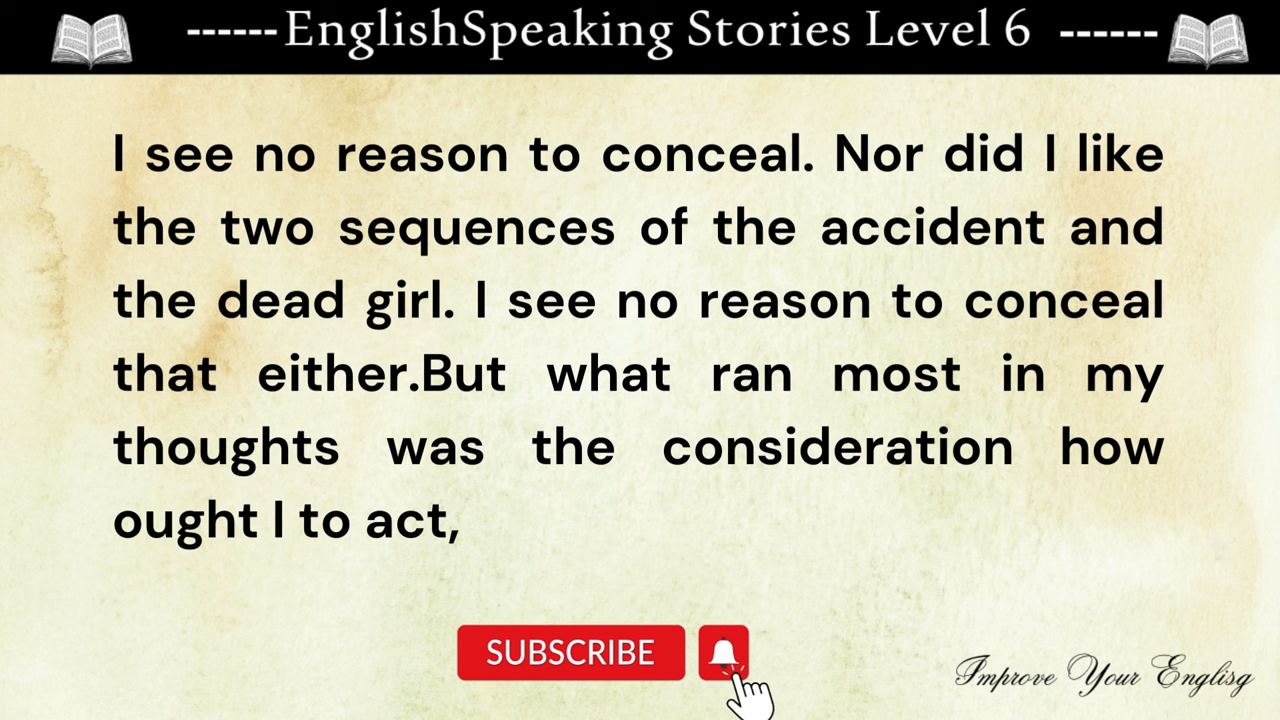 ------EnglishSpeaking Stories Level 6 ------
I see no reason to conceal. Nor did I like
the two sequences of the accident and
the dead girl. I see no reason to conceal
that either.But what ran most in my
thoughts was the consideration how
ought I to act,
SUBSCRIBE
Improve Your Englisg